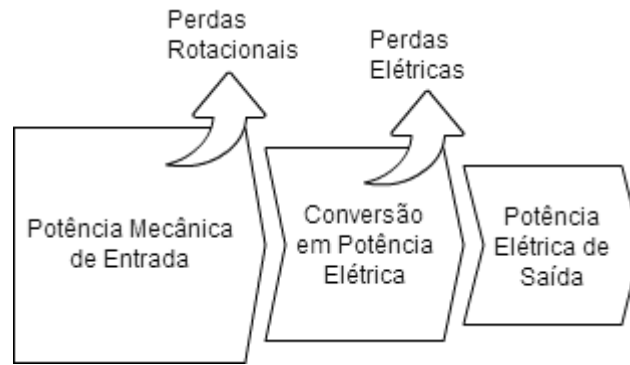 Perdas
Rotacionais
Perdas
Elétricas
Potência Mecânica
de Entrada
Conversão
em Potência
Elétrica
Potência
Elétrica de
Saída